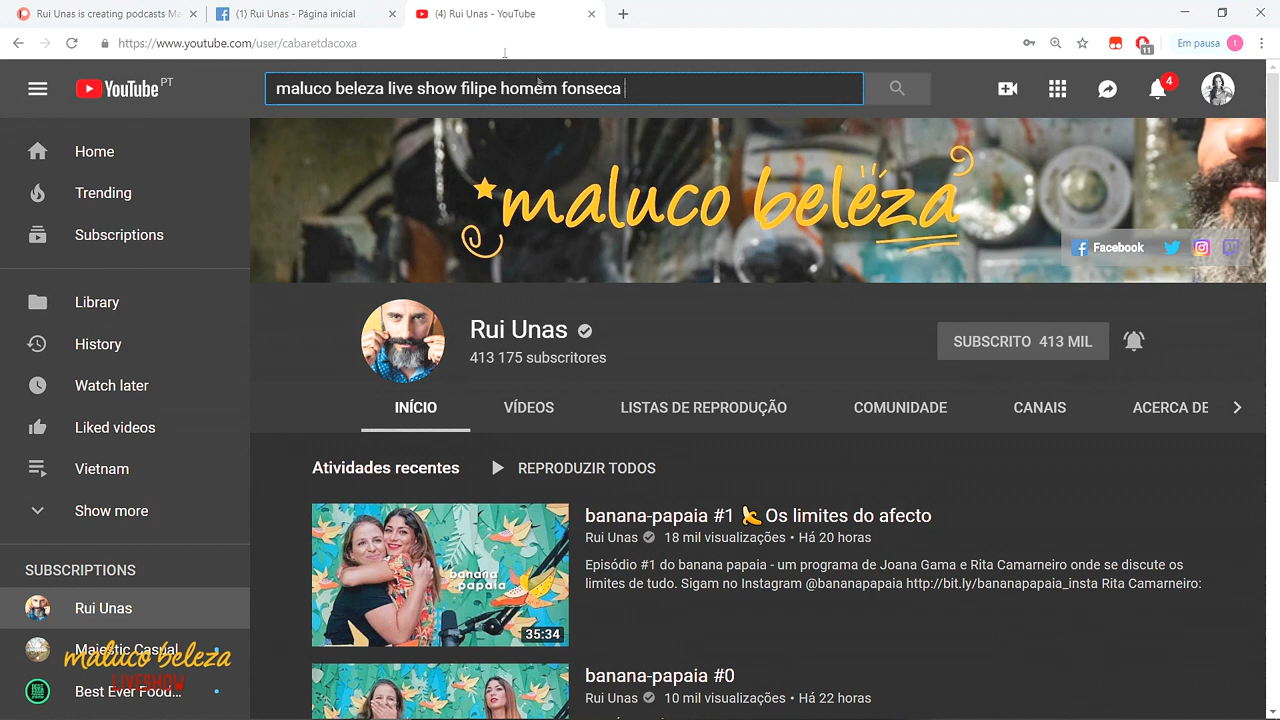 Rui Unas is creating podcasts Ma
(1) Rui Unas - Página inicial
(4) Rui Unas - YouTube
https://www.youtube.com/user/cabaretdacoxa
11
Em pausa
t
YouTube PT
maluco beleza live show filipe homem fonseca
4
Home
Trending
Subscriptions
Library
History
Watch later
Liked videos
Vietnam
Show more
SUBSCRIPTIONS
Rui Unas
Majestic Casual
Best Ever Food...
maluco beleza
LIVESHOW
maluco beleza
Facebook
Rui Unas
413 175 subscritores
SUBSCRITO 413 MIL
INÍCIO
VÍDEOS
LISTAS DE REPRODUÇÃO
COMUNIDADE
CANAIS
ACERCA DE
Atividades recentes
REPRODUZIR TODOS
banana
papaia
35:34
banana-papaia #1 🍌 Os limites do afecto
Rui Unas 18 mil visualizações • Há 20 horas
Episódio #1 do banana papaia - um programa de Joana Gama e Rita Camarneiro onde se discute os
limites de tudo. Sigam no Instagram @bananapapaia http://bit.ly/bananapapaia_insta Rita Camarneiro:
banana-papaia #0
Rui Unas 10 mil visualizações • Há 22 horas